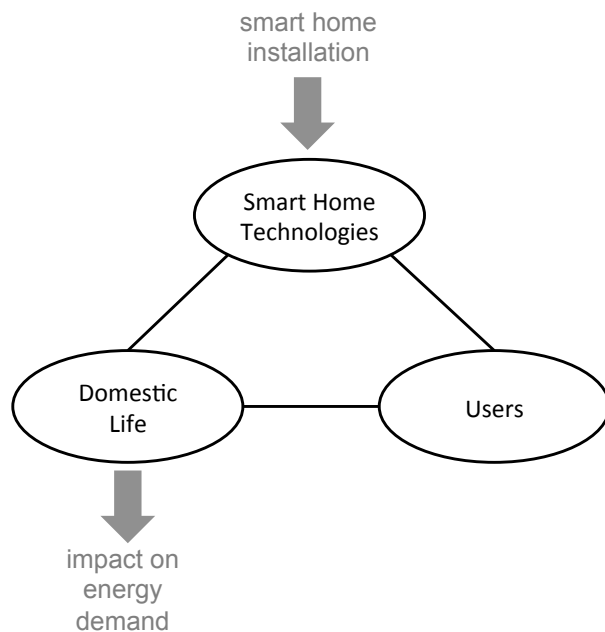 smart home
installation
Smart Home
Technologies
Domestic
Life
Users
impact on
energy
demand